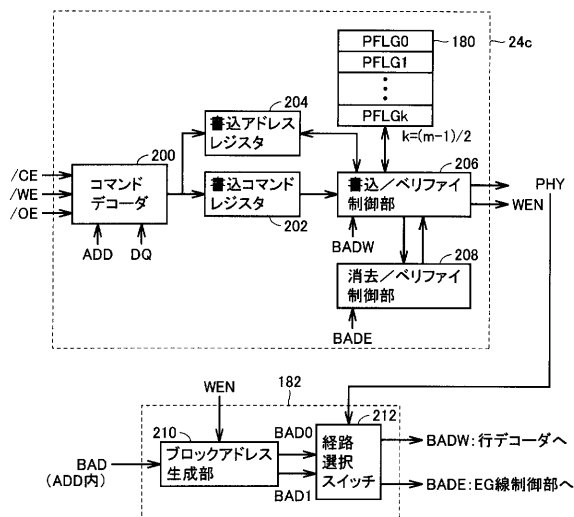 PFLG0
PFLG1
PFLGk
180
24c
k=(m-1)/2
204
書込アドレス
レジスタ
200
/CE
/WE
/OE
コマンド
デコーダ
ADD
DQ
書込コマンド
レジスタ
202
206
書込/ベリファイ
制御部
PHY
WEN
BADW
208
消去/ベリファイ
制御部
BADE
WEN
182
210
ブロックアドレス
生成部
BAD
(ADD内)
BAD0
BAD1
212
経路
選択
スイッチ
BADW:行デコーダへ
BADE:EG線制御部へ